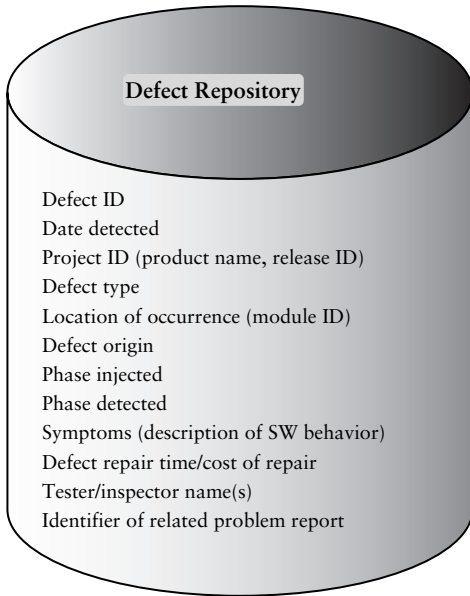 Defect Repository
Defect ID
Date detected
Project ID (product name, release ID)
Defect type
Location of occurrence (module ID)
Defect origin
Phase injected
Phase detected
Symptoms (description of SW behavior)
Defect repair time/cost of repair
Tester/inspector name(s)
Identifier of related problem report